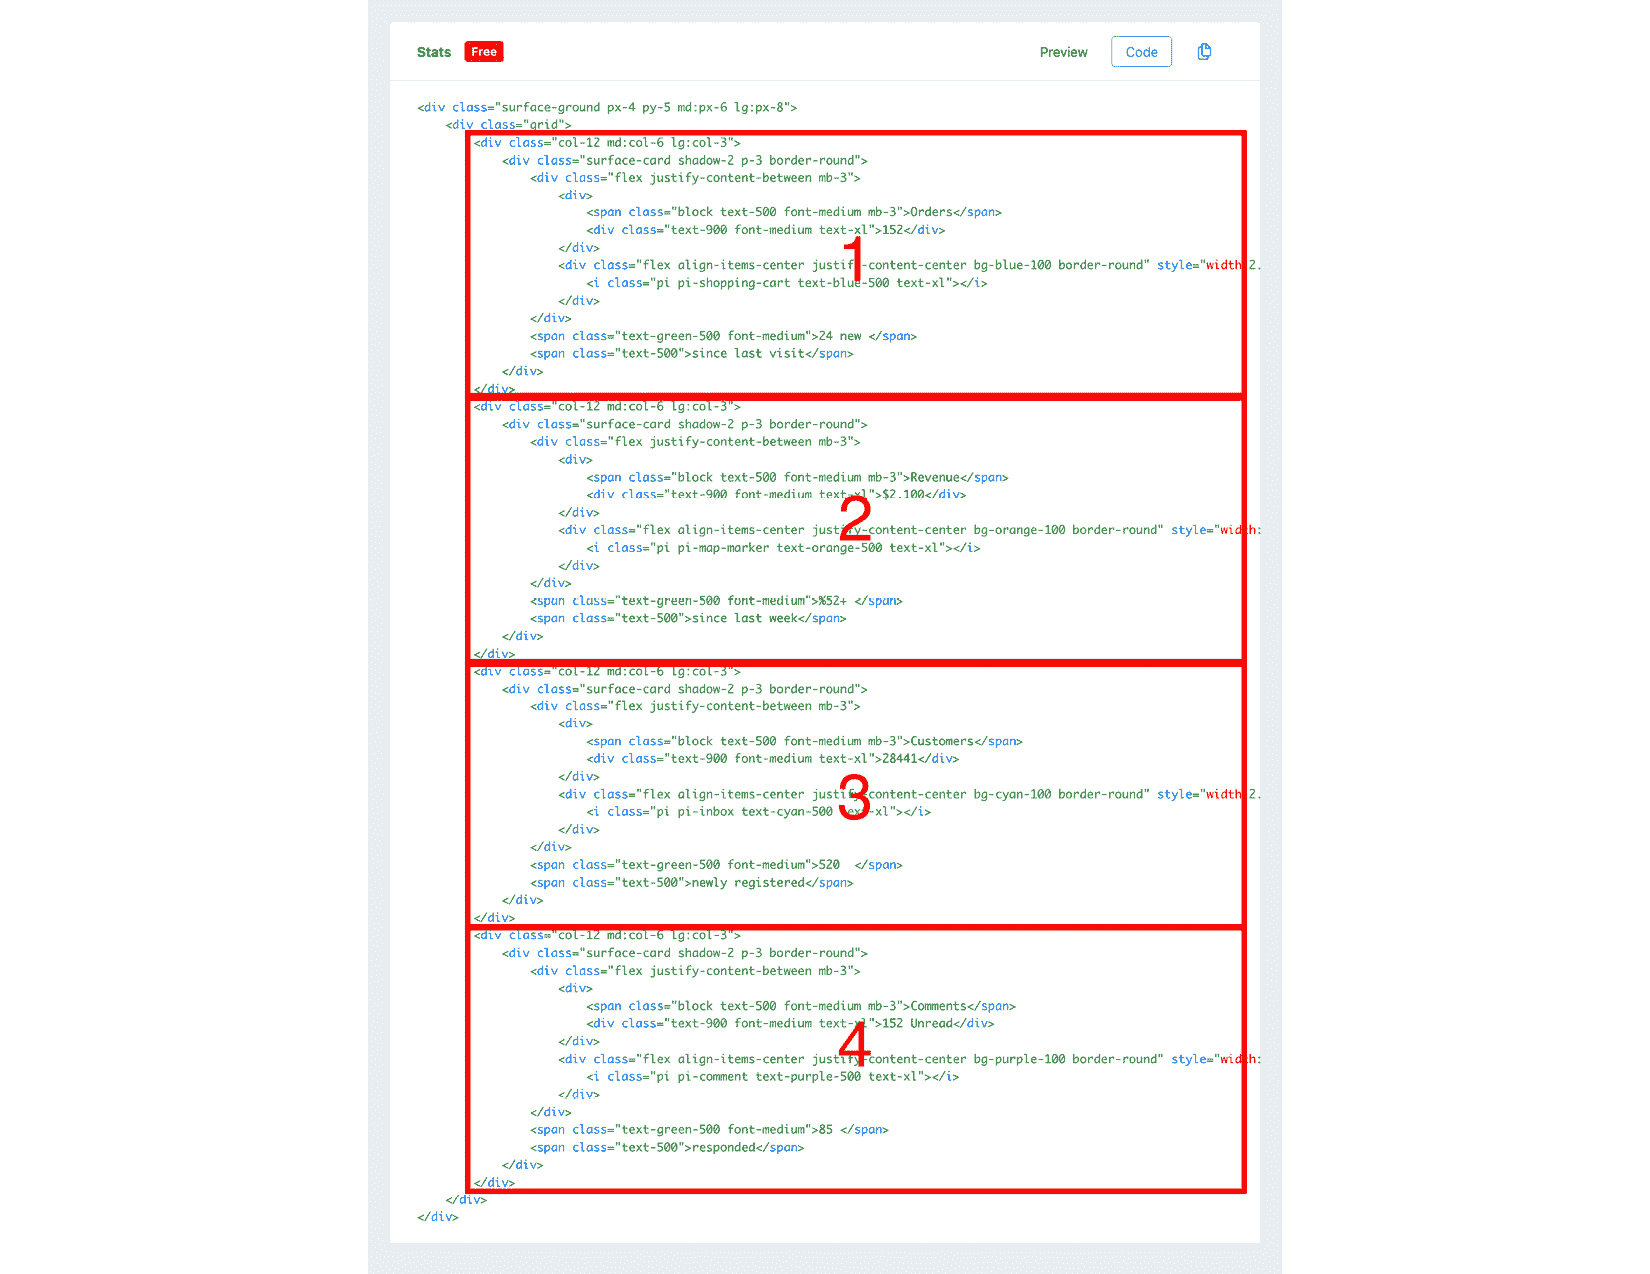 Stats Free Preview Code
<div class="surface-ground px-4 py-5 md:px-6 lg:px-8">
<div class="grid">
<div class="col-12 md:col-6 lg:col-3">
<div class="surface-card shadow-2 p-3 border-round">
<div class="flex justify-content-between mb-3">
<div>
<span class="block text-500 font-medium mb-3">Orders</span>
<div class="text-900 font-medium text-xl">152</div>
</div>
1
<div class="flex align-items-center justify-content-center bg-blue-100 border-round" style="width:2.
<i class="pi pi-shopping-cart text-blue-500 text-xl"></i>
</div>
</div>
<span class="text-green-500 font-medium">24 new </span>
<span class="text-500">since last visit</span>
</div>
</div>
<div class="col-12 md:col-6 lg:col-3">
<div class="surface-card shadow-2 p-3 border-round">
<div class="flex justify-content-between mb-3">
<div>
<span class="block text-500 font-medium mb-3">Revenue</span>
<div class="text-900 font-medium text-xl">$2.100</div>
</div>
2
<div class="flex align-items-center justify-content-center bg-orange-100 border-round" style="width:
<i class="pi pi-map-marker text-orange-500 text-xl"></i>
</div>
</div>
<span class="text-green-500 font-medium">%52+ </span>
<span class="text-500">since last week</span>
</div>
</div>
<div class="col-12 md:col-6 lg:col-3">
<div class="surface-card shadow-2 p-3 border-round">
<div class="flex justify-content-between mb-3">
<div>
<span class="block text-500 font-medium mb-3">Customers</span>
<div class="text-900 font-medium text-xl">28441</div>
</div>
3
<div class="flex align-items-center justify-content-center bg-cyan-100 border-round" style="width:2.
<i class="pi pi-inbox text-cyan-500 text-xl"></i>
</div>
</div>
<span class="text-green-500 font-medium">520  </span>
<span class="text-500">newly registered</span>
</div>
</div>
<div class="col-12 md:col-6 lg:col-3">
<div class="surface-card shadow-2 p-3 border-round">
<div class="flex justify-content-between mb-3">
<div>
<span class="block text-500 font-medium mb-3">Comments</span>
<div class="text-900 font-medium text-xl">152 Unread</div>
</div>
4
<div class="flex align-items-center justify-content-center bg-purple-100 border-round" style="width:
<i class="pi pi-comment text-purple-500 text-xl"></i>
</div>
</div>
<span class="text-green-500 font-medium">85 </span>
<span class="text-500">responded</span>
</div>
</div>
</div>
</div>